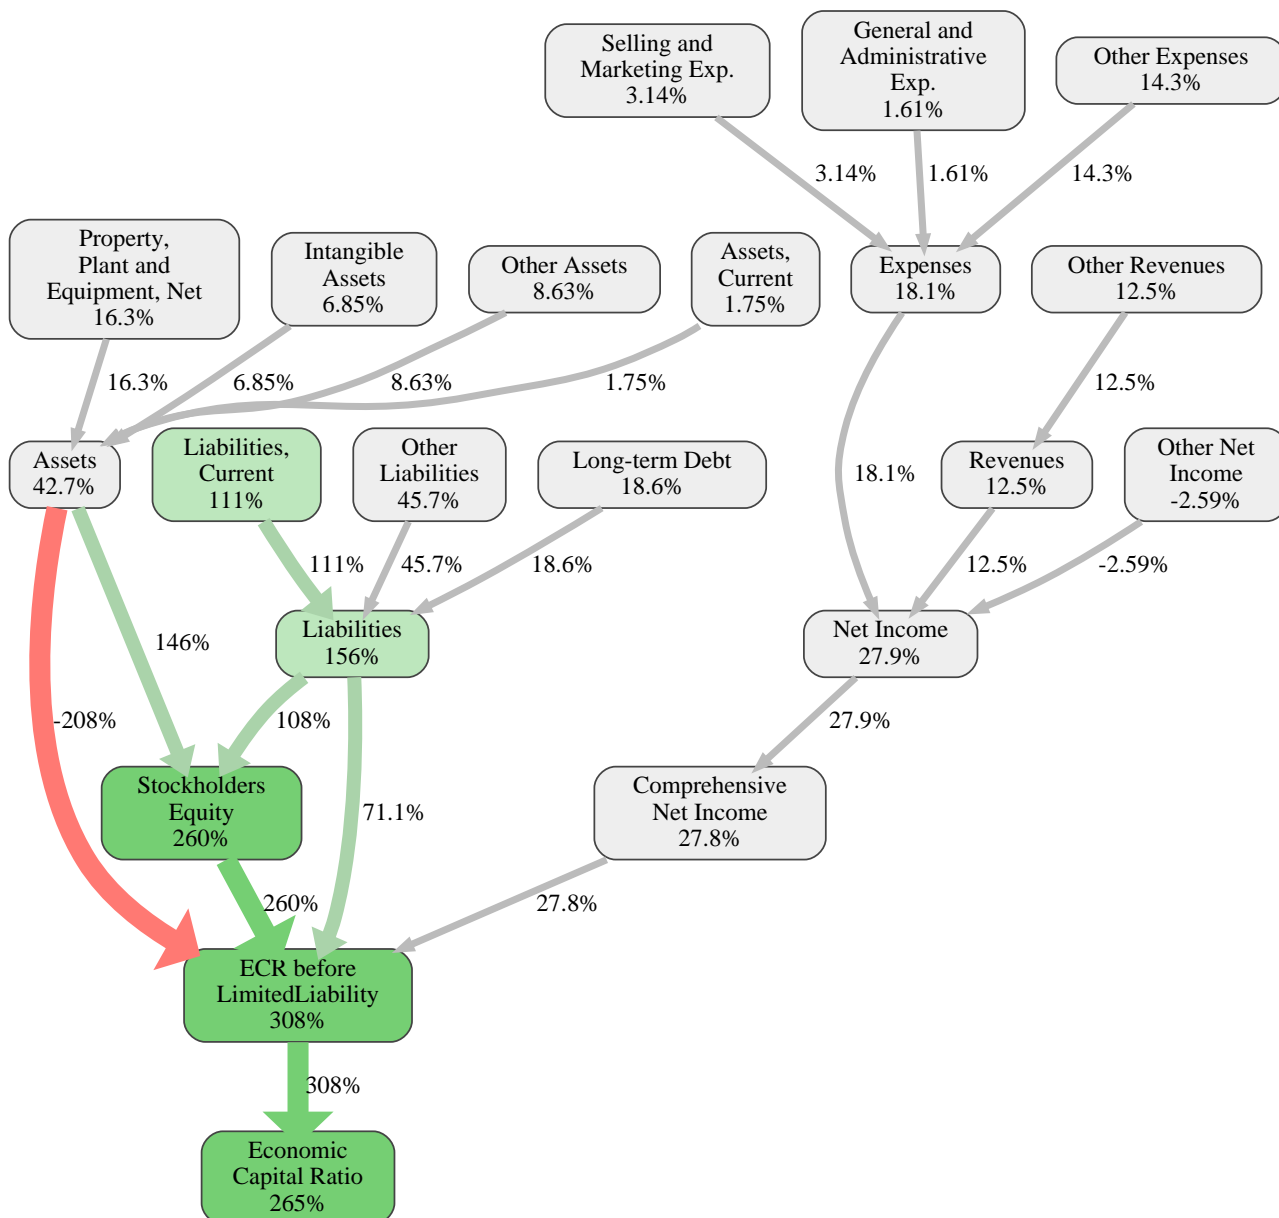 Selling and
Marketing Exp.
3.14%
General and
Administrative
Exp.
1.61%
Other Expenses
14.3%
3.14%
1.61%
14.3%
Property,
Plant and
Equipment, Net
16.3%
Intangible
Assets
6.85%
Other Assets
8.63%
Assets,
Current
1.75%
Expenses
18.1%
Other Revenues
12.5%
16.3%
6.85%
8.63%
1.75%
12.5%
Assets
42.7%
Liabilities,
Current
111%
Other
Liabilities
45.7%
Long-term Debt
18.6%
18.1%
Revenues
12.5%
Other Net
Income
-2.59%
111%
45.7%
18.6%
12.5%
-2.59%
146%
Liabilities
156%
Net Income
27.9%
-208%
108%
27.9%
Stockholders
Equity
260%
71.1%
Comprehensive
Net Income
27.8%
260%
27.8%
ECR before
LimitedLiability
308%
308%
Economic
Capital Ratio
265%